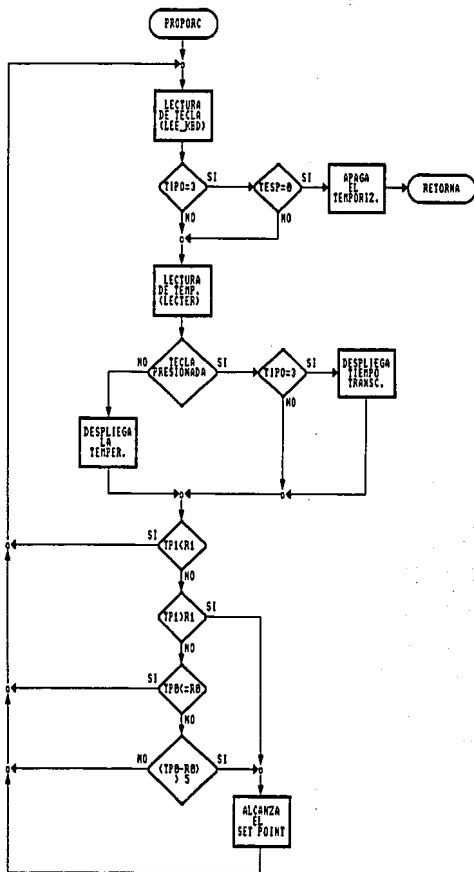 PROPORC
LECTURA
DE TECLA
(LEE_KBD)
TIPO=3
SI
NO
TESP=0
SI
NO
APAGA
EL
TEMPORIZ.
RETORNA
LECTURA
DE TEMP.
(LECTER)
TECLA
PRESIONADA
NO
SI
TIPO=3
SI
NO
DESPLIEGA
TIEMPO
TRANSC.
DESPLIEGA
LA
TEMPER.
SI
TP1<R1
NO
TP1>R1
SI
NO
SI
TP0<=R0
NO
NO
(TP0-R0)
> 5
SI
ALCANZA
EL
SET POINT